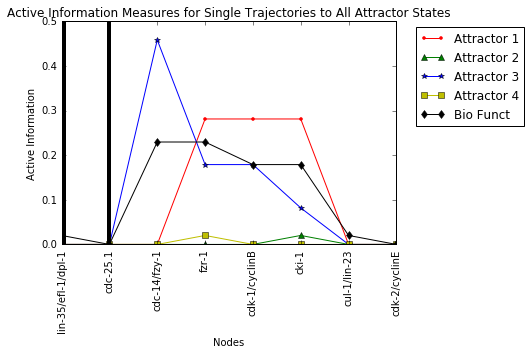 Active Information Measures for Single Trajectories to All Attractor States
0.5
0.4
0.3
0.2
0.1
0.0
Active Information
lin-35/efl-1/dpl-1
cdc-25.1
cdc-14/fzy-1
fzr-1
cdk-1/cyclinB
cki-1
cul-1/lin-23
cdk-2/cyclinE
Nodes
Attractor 1
Attractor 2
Attractor 3
Attractor 4
Bio Funct